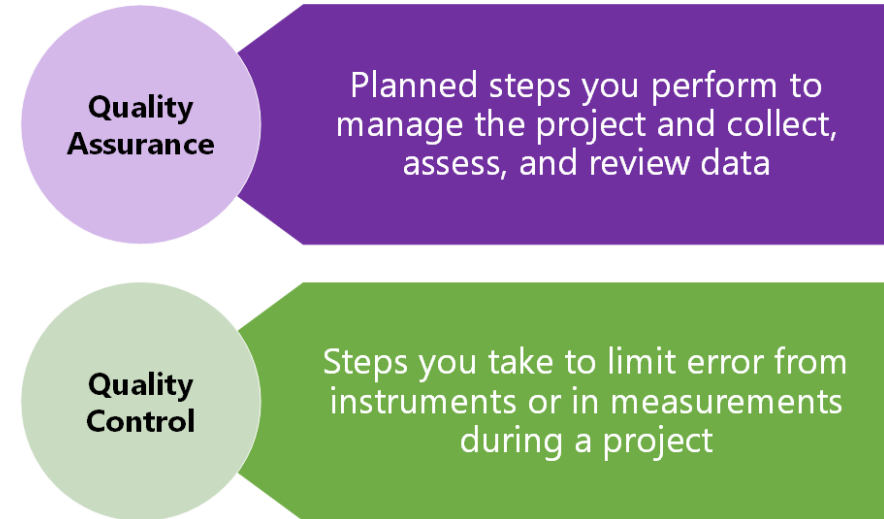 Quality
Assurance
Planned steps you perform to
manage the project and collect,
assess, and review data
Quality
Control
Steps you take to limit error from
instruments or in measurements
during a project